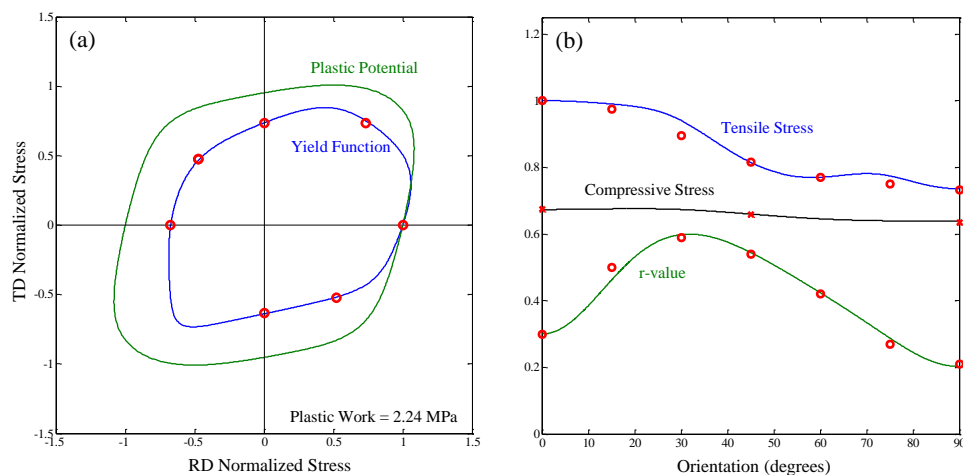 (a)
1.5
1
0.5
0
-0.5
-1
-1.5
TD Normalized Stress
Plastic Potential
Yield Function
Plastic Work = 2.24 MPa
-1.5 -1 -0.5 0 0.5 1 1.5
RD Normalized Stress
(b)
1.2
1
0.8
0.6
0.4
0.2
Tensile Stress
Compressive Stress
r-value
0 10 20 30 40 50 60 70 80 90
Orientation (degrees)